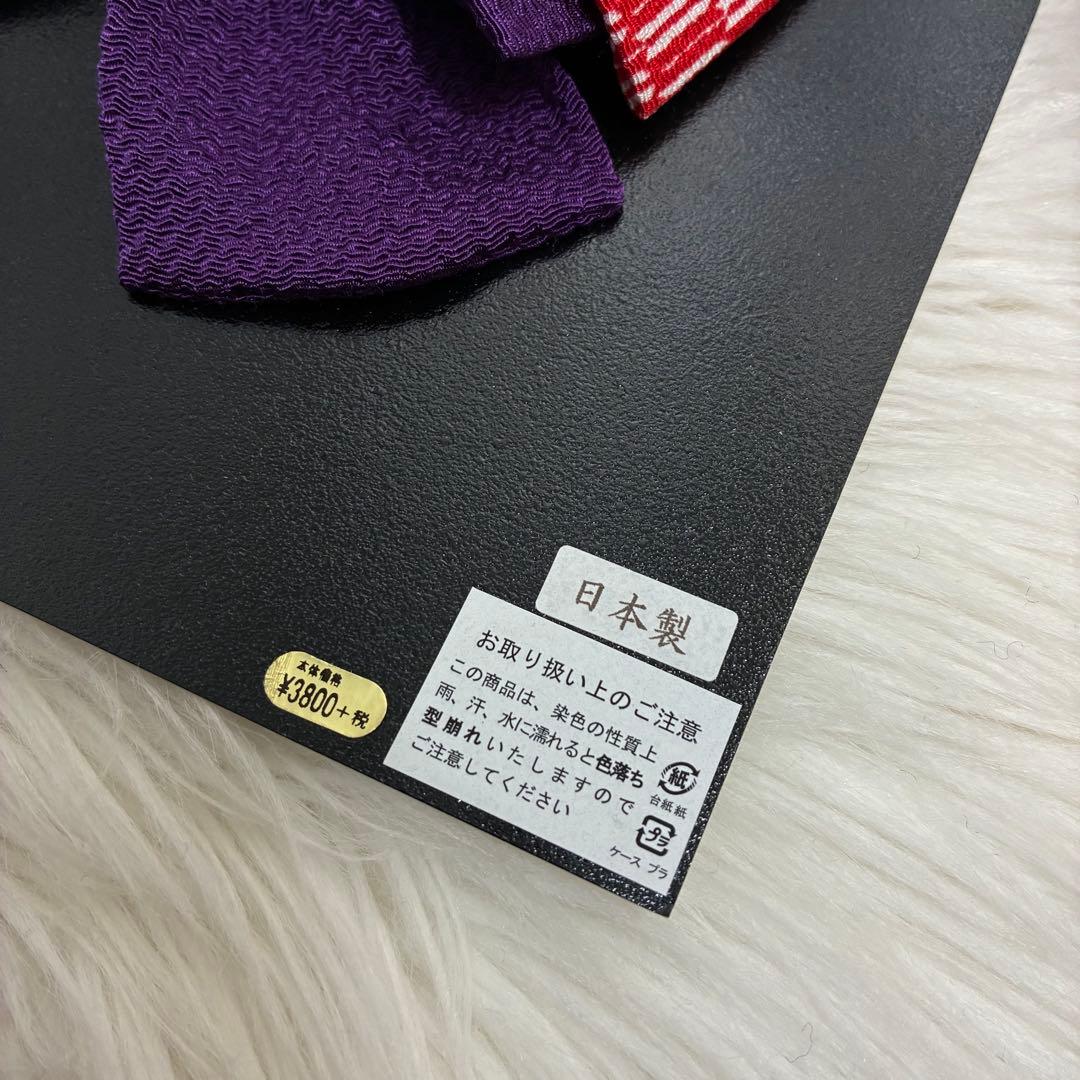 日本製
お取り扱い上のご注意
この商品は、染色の性質上
雨、汗、水に濡れると色落ち
型崩れいたしますので
ご注意してください
紙
台紙紙
プラ
ケース プラ
本体価格
¥3800+税